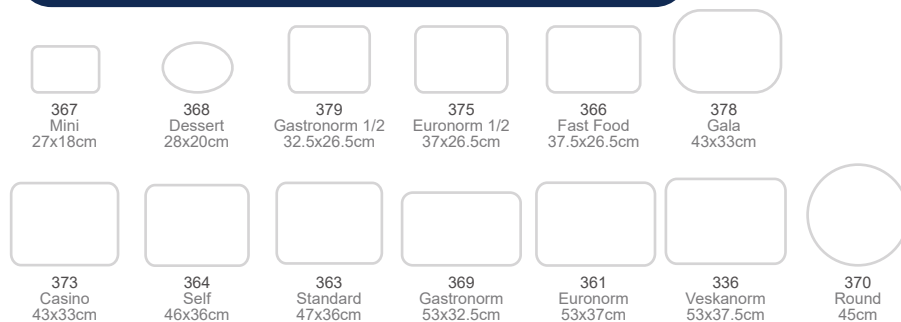 367
Mini
27x18cm
368
Dessert
28x20cm
379
Gastronorm 1/2
32.5x26.5cm
375
Euronorm 1/2
37x26.5cm
366
Fast Food
37.5x26.5cm
378
Gala
43x33cm
373
Casino
43x33cm
364
Self
46x36cm
363
Standard
47x36cm
369
Gastronorm
53x32.5cm
361
Euronorm
53x37cm
336
Veskanorm
53x37.5cm
370
Round
45cm